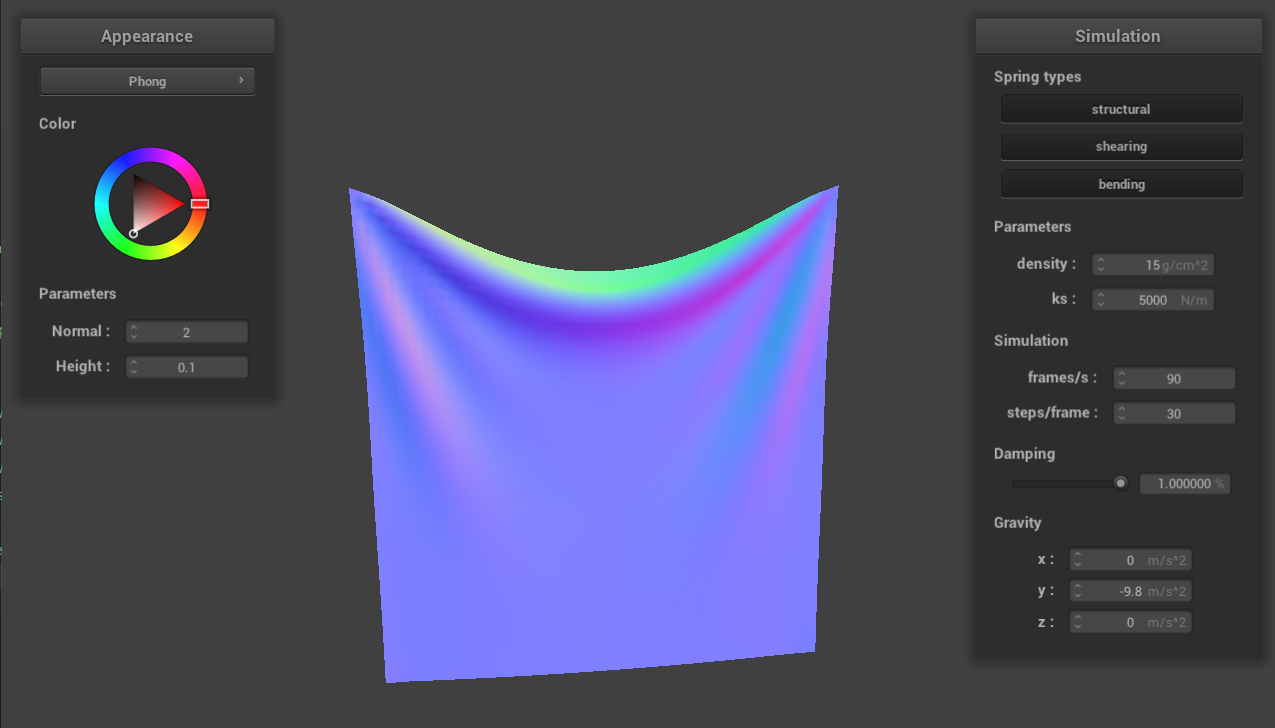 Appearance
Phong
Color
Parameters
Normal : 2
Height : 0.1
Simulation
Spring types
structural
shearing
bending
Parameters
density : 15 g/cm^2
ks : 5000 N/m
Simulation
frames/s : 90
steps/frame : 30
Damping
1.000000 %
Gravity
x : 0 m/s^2
y : -9.8 m/s^2
z : 0 m/s^2